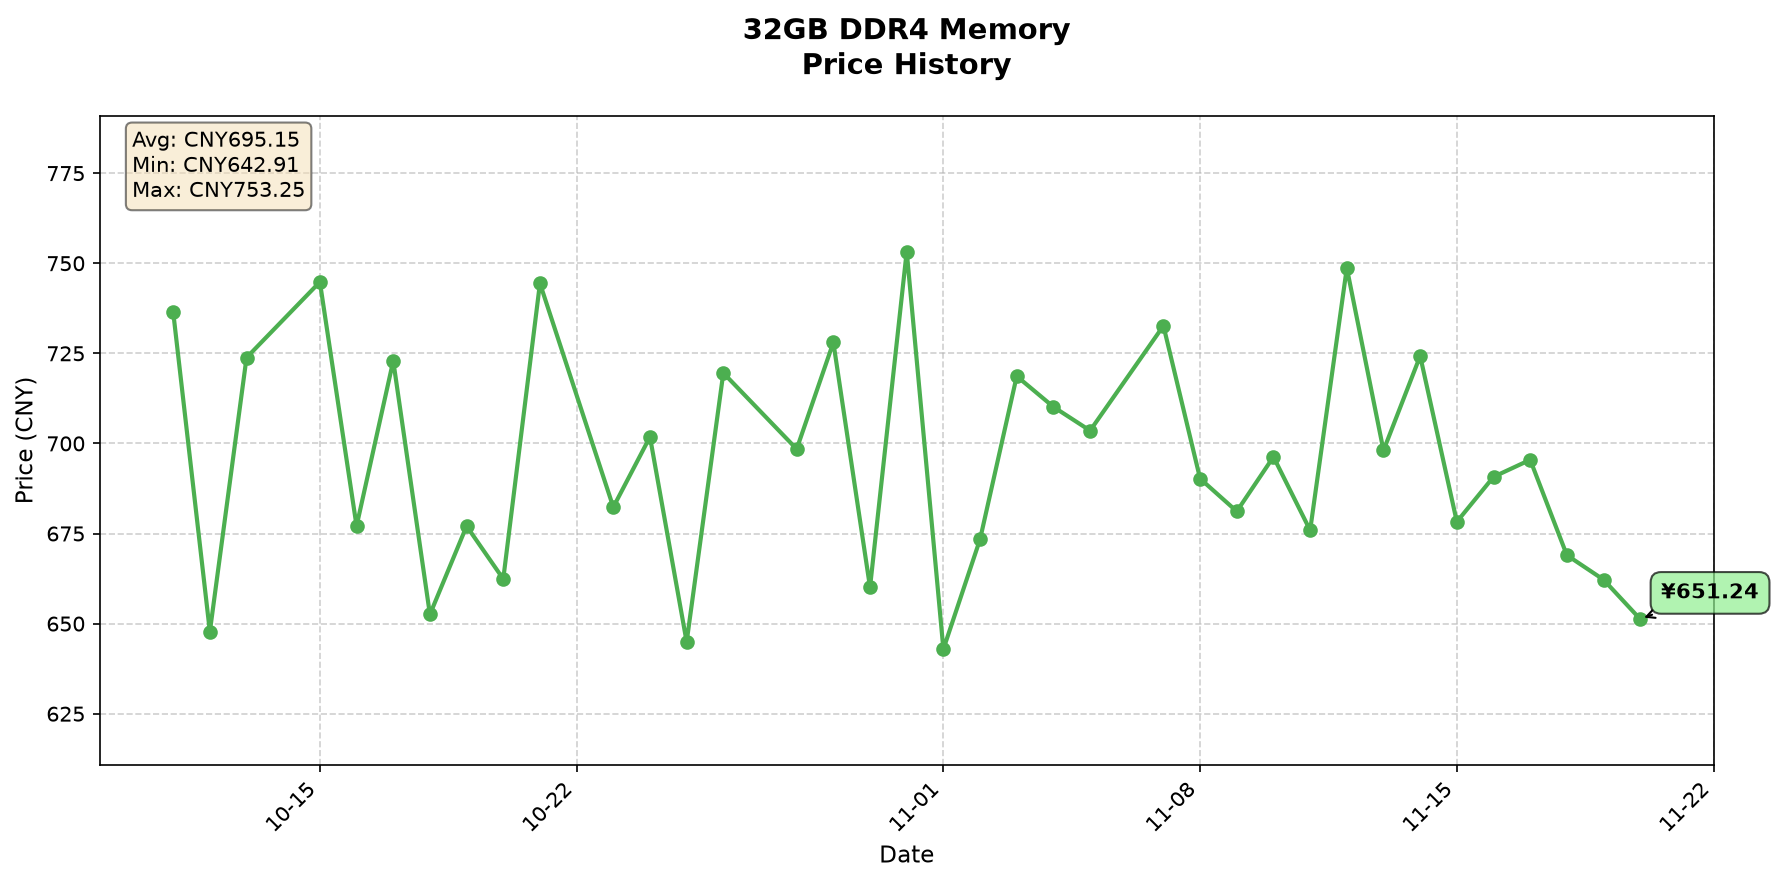 32GB DDR4 Memory
Price History
Avg: CNY695.15
Min: CNY642.91
Max: CNY753.25
775
750
725
700
675
650
625
Price (CNY)
¥651.24
10-15
10-22
11-01
11-08
11-15
11-22
Date